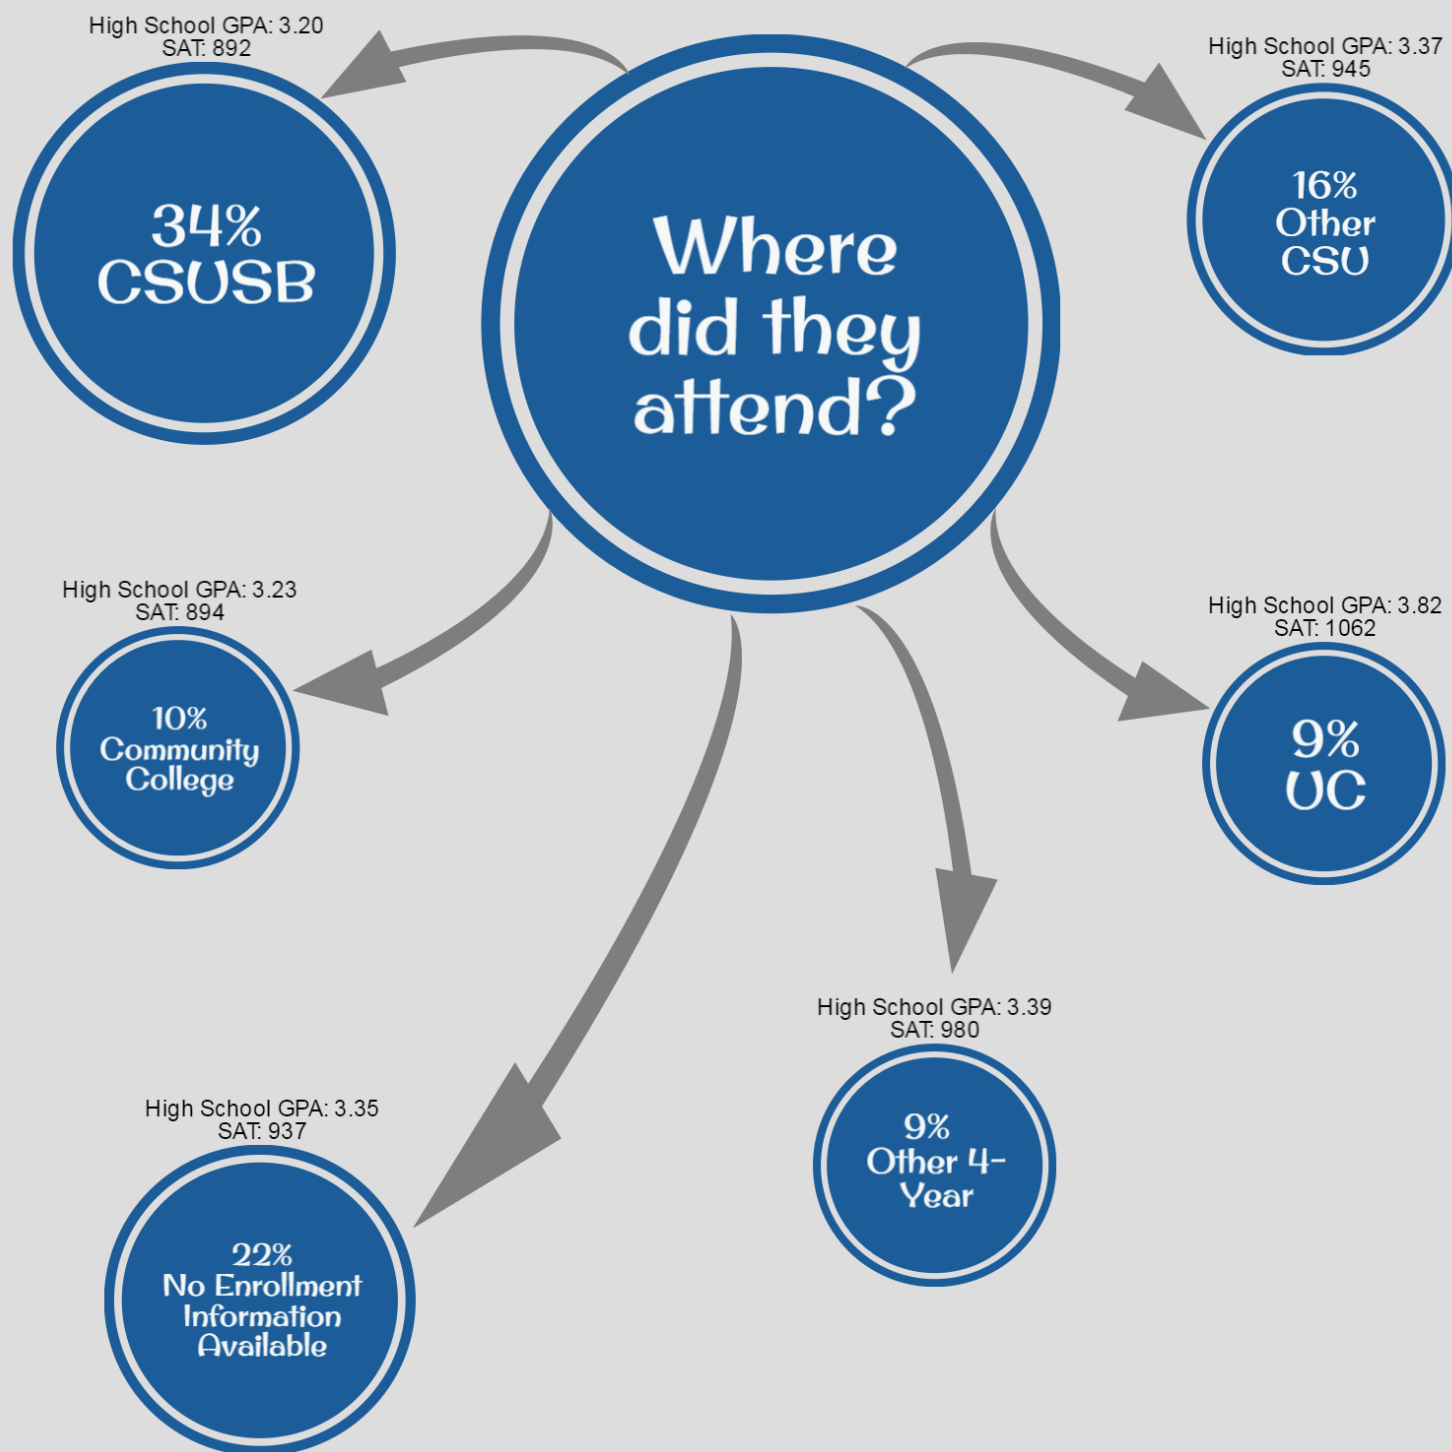 High School GPA: 3.20
SAT: 892
34%
CSUSB
Where
did they
attend?
High School GPA: 3.37
SAT: 945
16%
Other
CSU
High School GPA: 3.23
SAT: 894
10%
Community
College
High School GPA: 3.82
SAT: 1062
9%
UC
High School GPA: 3.39
SAT: 980
9%
Other 4-
Year
High School GPA: 3.35
SAT: 937
22%
No Enrollment
Information
Available